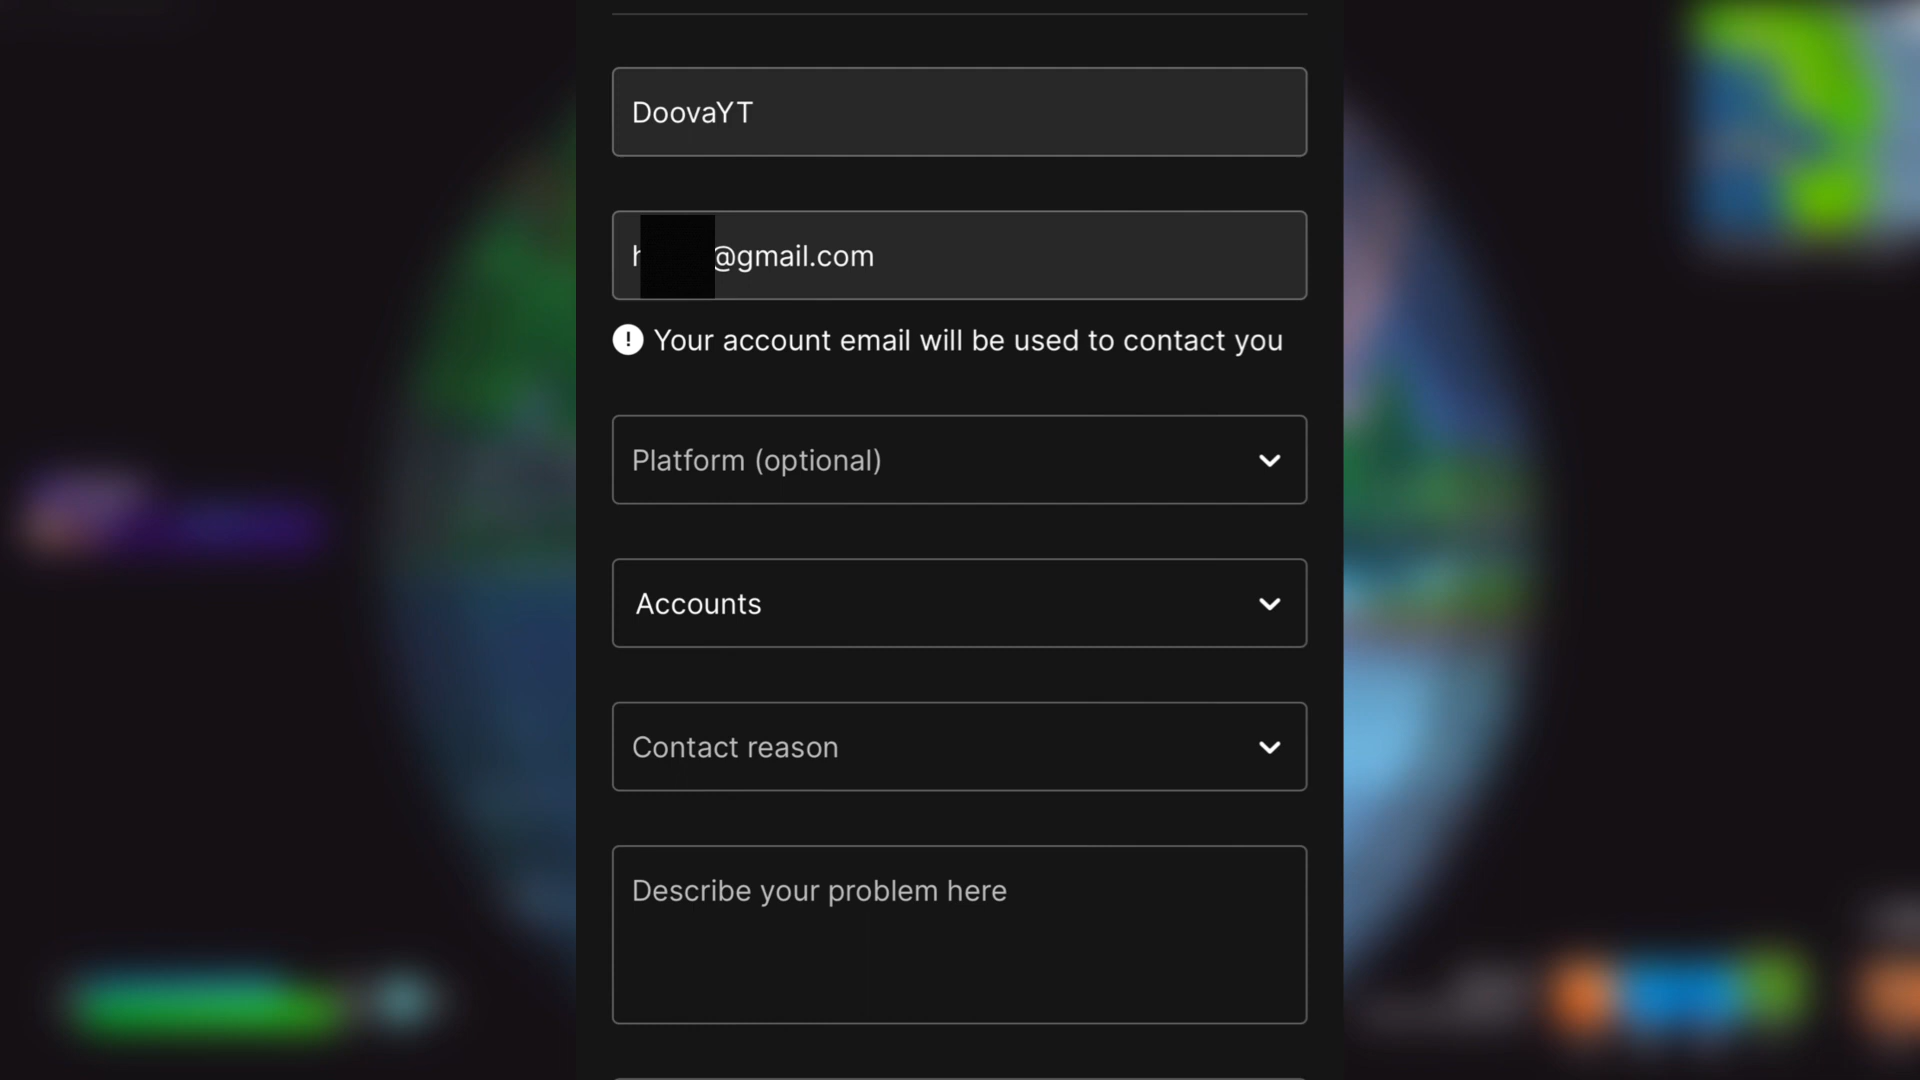 DoovaYT
h @gmail.com
! Your account email will be used to contact you
Platform (optional)
Accounts
Contact reason
Describe your problem here